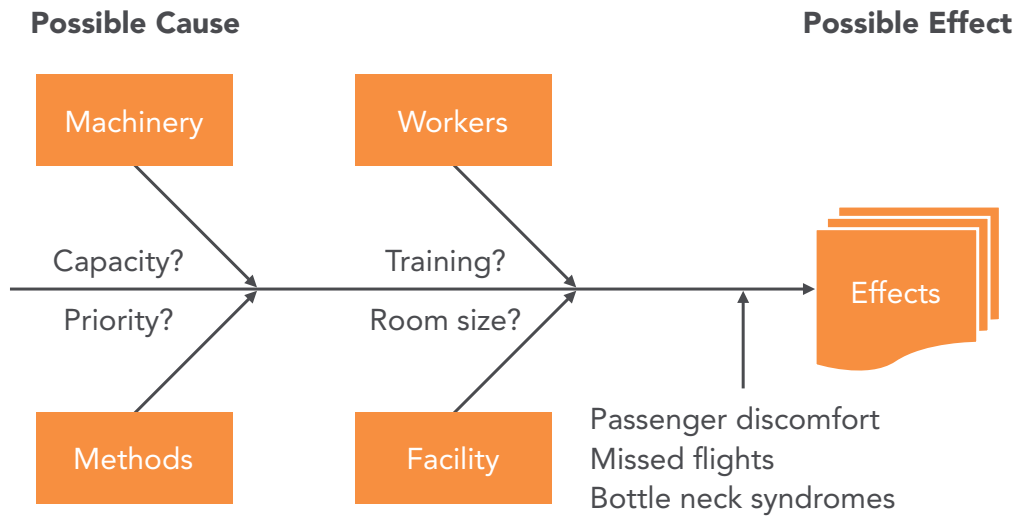 Possible Cause
Possible Effect
Machinery
Workers
Capacity?
Training?
Effects
Priority?
Room size?
Methods
Facility
Passenger discomfort
Missed flights
Bottle neck syndromes